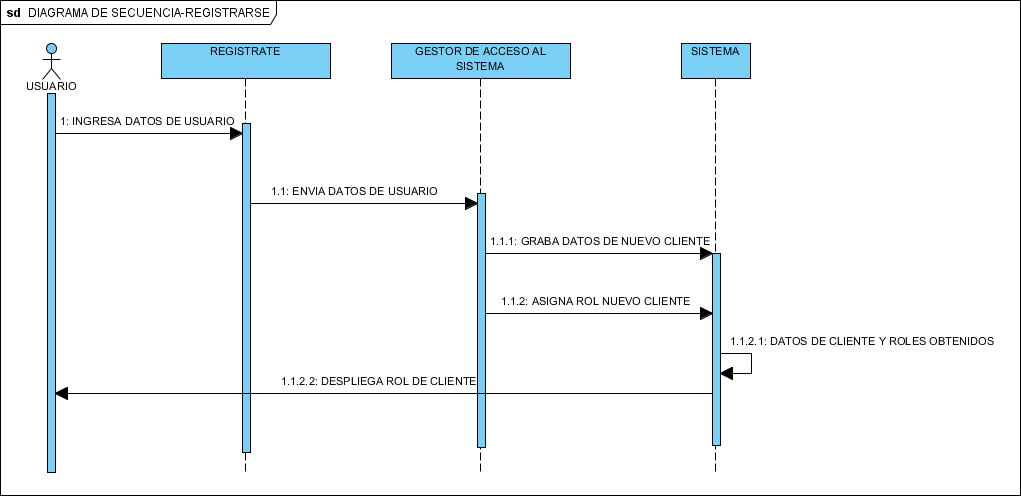 sd DIAGRAMA DE SECUENCIA-REGISTRARSE
USUARIO
REGISTRATE
GESTOR DE ACCESO AL
SISTEMA
SISTEMA
1: INGRESA DATOS DE USUARIO
1.1: ENVIA DATOS DE USUARIO
1.1.1: GRABA DATOS DE NUEVO CLIENTE
1.1.2: ASIGNA ROL NUEVO CLIENTE
1.1.2.1: DATOS DE CLIENTE Y ROLES OBTENIDOS
1.1.2.2: DESPLIEGA ROL DE CLIENTE